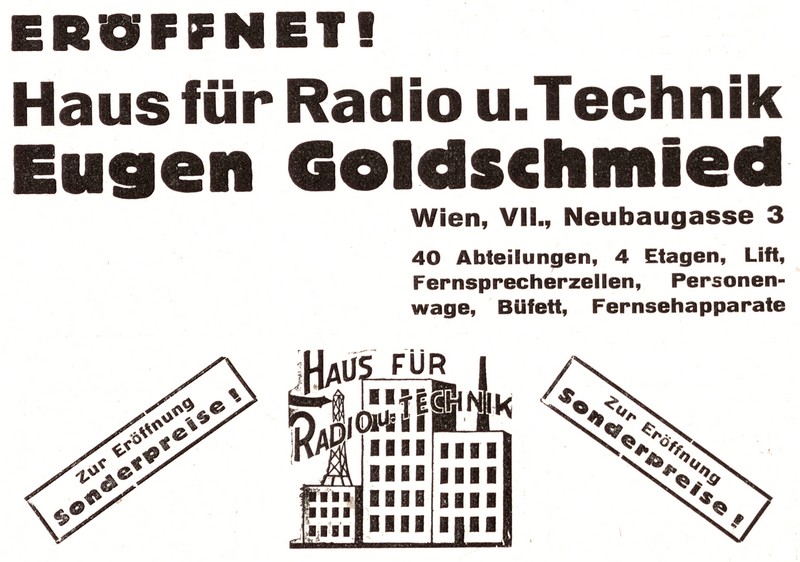 ERÖFFNET!
Haus für Radio u. Technik
Eugen Goldschmied
Wien, VII., Neubaugasse 3
40 Abteilungen, 4 Etagen, Lift,
Fernsprecherzellen, Personen-
wage, Büfett, Fernsehapparate
Zur Eröffnung
Sonderpreise!
HAUS FÜR
RADIO u. TECHNIK
Zur Eröffnung
Sonderpreise!